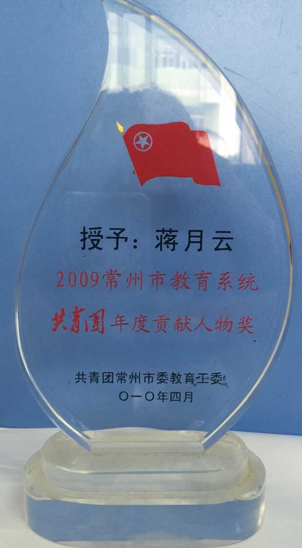 授予：蒋月云
2009常州市教育系统
共青团年度贡献人物奖
共青团常州市委教育工委
〇一〇年四月